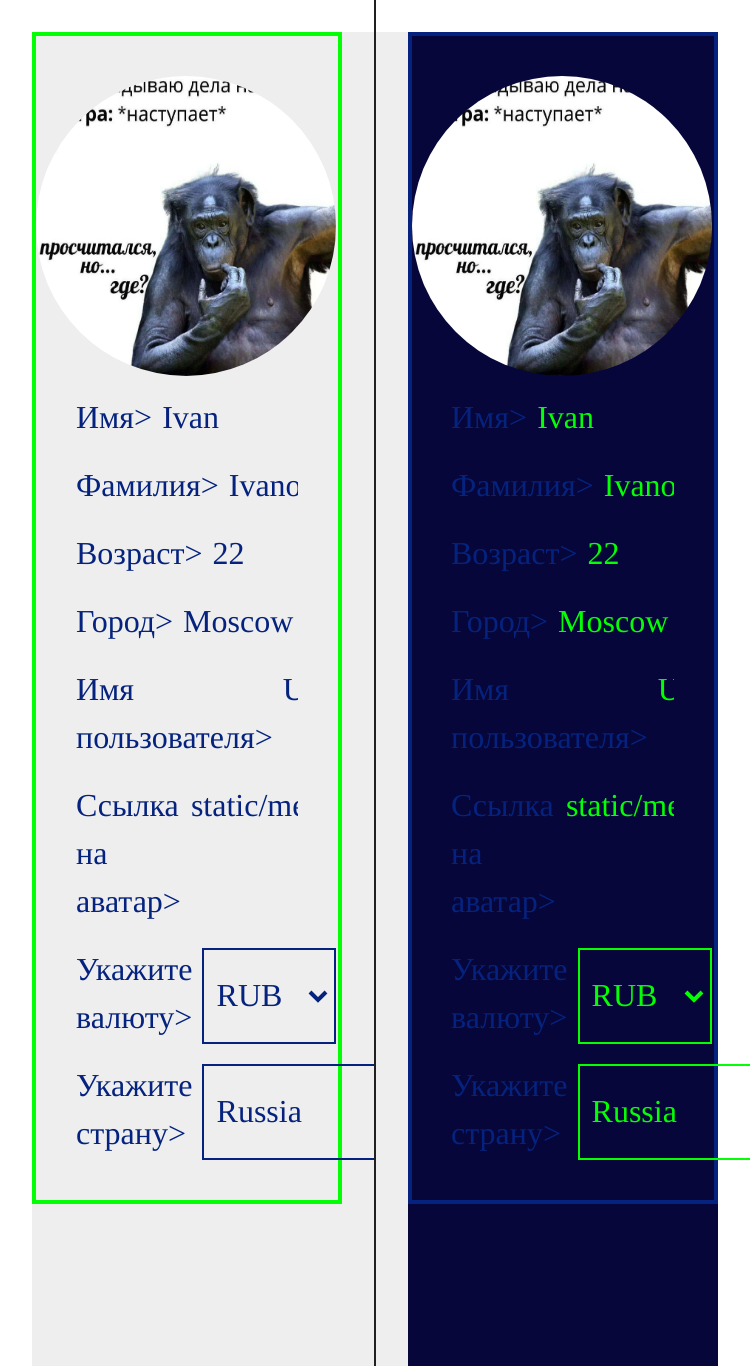 дываю дела
ра: *наступает*
просчитался,
но...
где?
Имя> Ivan
Фамилия> Ivano
Возраст> 22
Город> Moscow
Имя U
пользователя>
Ссылка static/me
на
аватар>
Укажите
валюту>
RUB
Укажите
страну>
Russia
дываю дела
ра: *наступает*
просчитался,
но...
где?
Имя> Ivan
Фамилия> Ivano
Возраст> 22
Город> Moscow
Имя U
пользователя>
Ссылка static/me
на
аватар>
Укажите
валюту>
RUB
Укажите
страну>
Russia